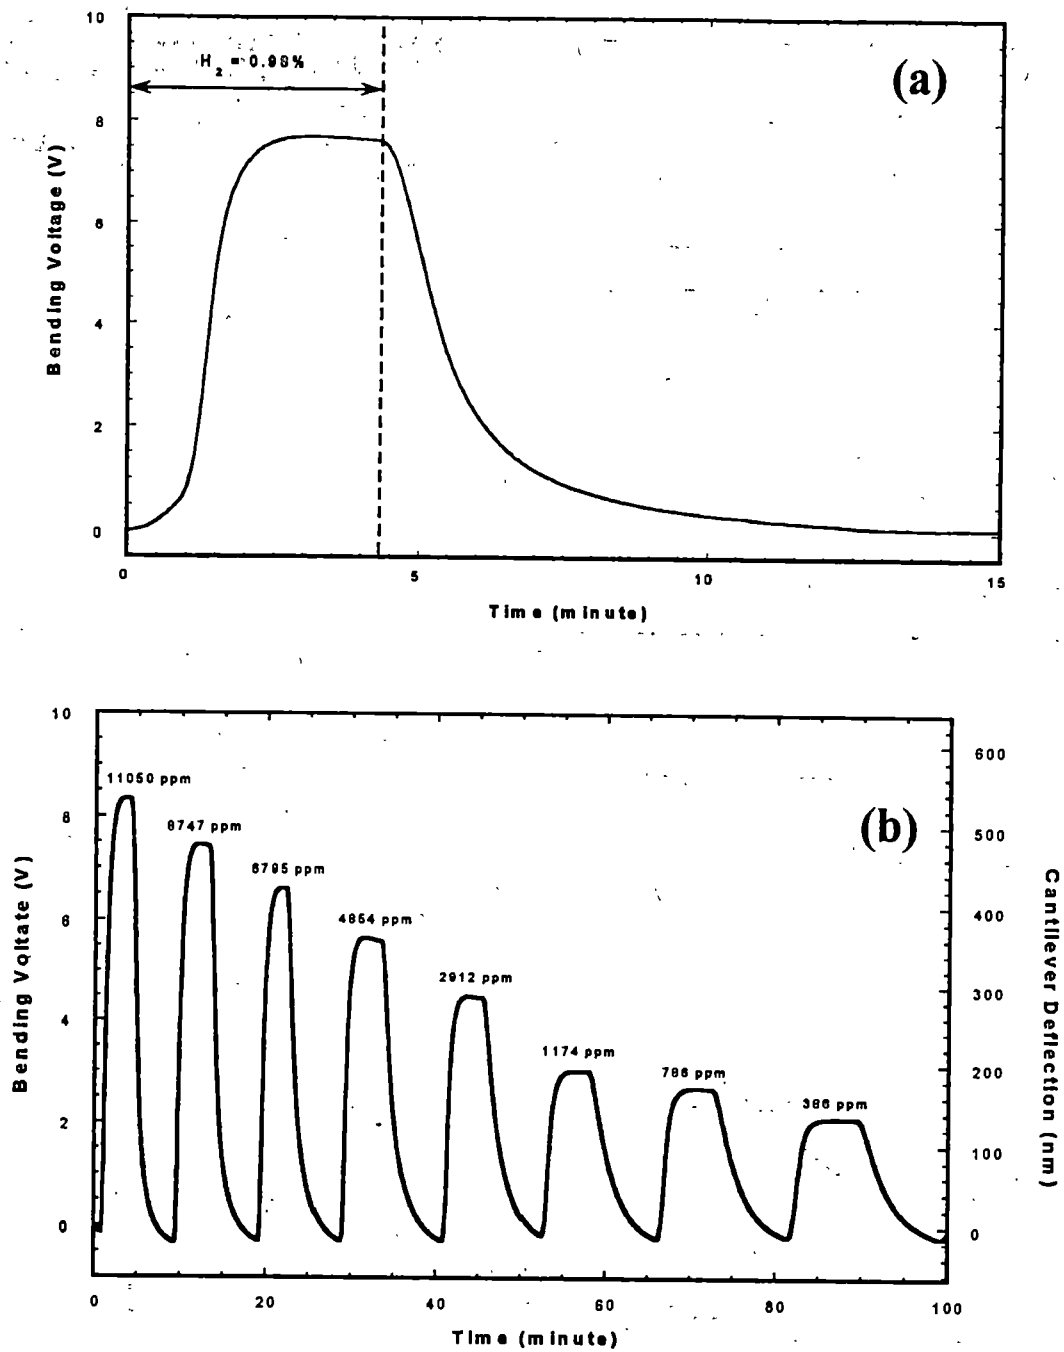 10
H2 = 0.98%
(a)
8
6
4
2
0
Bending Voltage (V)
0 5 10 15
Time (minute)
10
8
6
4
2
0
Bending Voltate (V)
11050 ppm
8747 ppm
6795 ppm
4854 ppm
2912 ppm
1174 ppm
786 ppm
386 ppm
(b)
600
500
400
300
200
100
0
Cantilever Deflection (nm)
0 20 40 60 80 100
Time (minute)